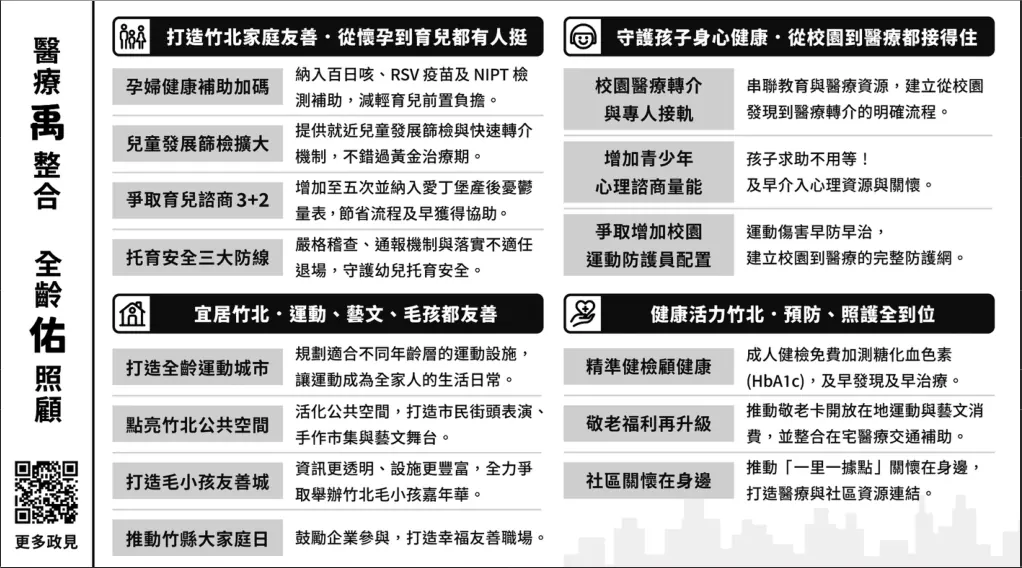 醫療禹整合 全齡佑照顧
更多政見
打造竹北家庭友善・從懷孕到育兒都有人挺
孕婦健康補助加碼
納入百日咳、RSV 疫苗及 NIPT 檢
測補助，減輕育兒前置負擔。
兒童發展篩檢擴大
提供就近兒童發展篩檢與快速轉介
機制，不錯過黃金治療期。
爭取育兒諮商 3+2
增加至五次並納入愛丁堡產後憂鬱
量表，節省流程及早獲得協助。
托育安全三大防線
嚴格稽查、通報機制與落實不適任
退場，守護幼兒托育安全。
守護孩子身心健康・從校園到醫療都接得住
校園醫療轉介
與專人接軌
串聯教育與醫療資源，建立從校園
發現到醫療轉介的明確流程。
增加青少年
心理諮商量能
孩子求助不用等！
及早介入心理資源與關懷。
爭取增加校園
運動防護員配置
運動傷害早防早治，
建立校園到醫療的完整防護網。
宜居竹北・運動、藝文、毛孩都友善
打造全齡運動城市
規劃適合不同年齡層的運動設施，
讓運動成為全家人的生活日常。
點亮竹北公共空間
活化公共空間，打造市民街頭表演、
手作市集與藝文舞台。
打造毛小孩友善城
資訊更透明、設施更豐富，全力爭
取舉辦竹北毛小孩嘉年華。
推動竹縣大家庭日
鼓勵企業參與，打造幸福友善職場。
健康活力竹北・預防、照護全到位
精準健檢顧健康
成人健檢免費加測糖化血色素
(HbA1c)，及早發現及早治療。
敬老福利再升級
推動敬老卡開放在地運動與藝文消
費，並整合在宅醫療交通補助。
社區關懷在身邊
推動「一里一據點」關懷在身邊，
打造醫療與社區資源連結。